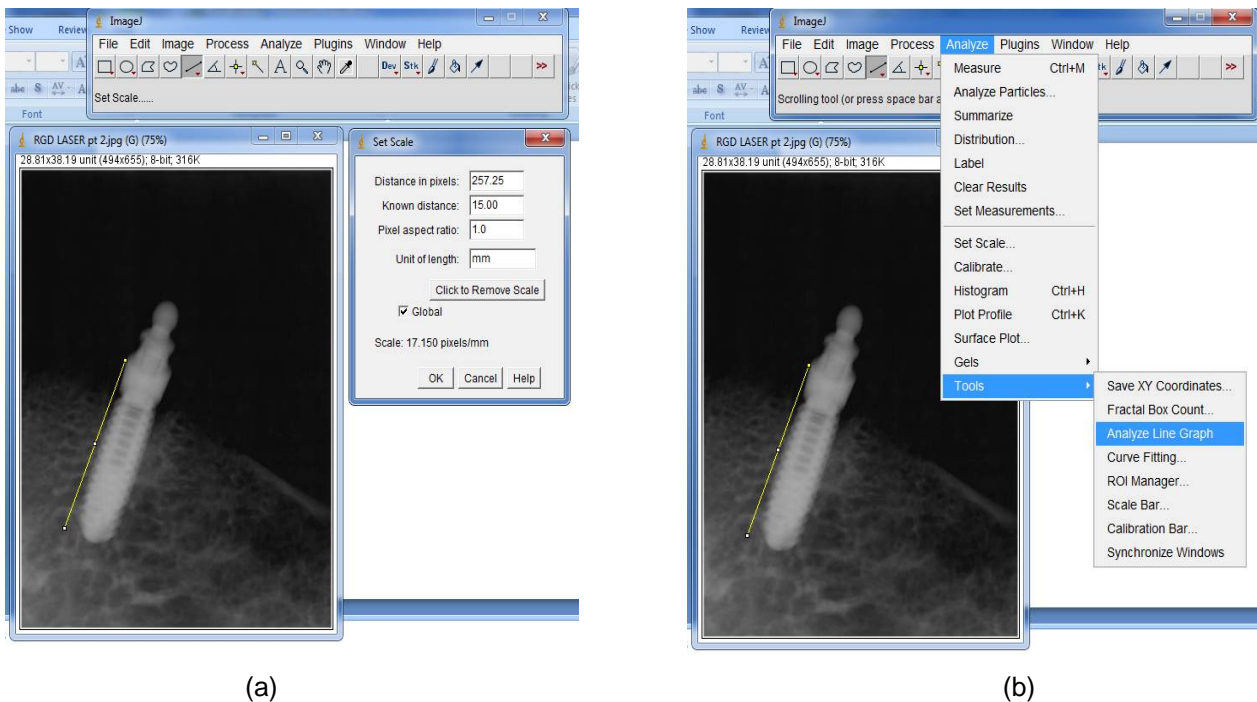 Show Review
ImageJ
File Edit Image Process Analyze Plugins Window Help
A Dev Stk >>
abc S AV A
Set Scale......
Font
RGD LASER pt 2.jpg (G) (75%)
28.81x38.19 unit (494x655); 8-bit; 316K
Set Scale
Distance in pixels: 257.25
Known distance: 15.00
Pixel aspect ratio: 1.0
Unit of length: mm
Click to Remove Scale
Global
Scale: 17.150 pixels/mm
OK Cancel Help
(a)
Show Review
ImageJ
File Edit Image Process Analyze Plugins Window Help
>>
abc S AV A
Scrolling tool (or press space bar a
Font
RGD LASER pt 2.jpg (G) (75%)
28.81x38.19 unit (494x655); 8-bit; 316K
Measure Ctrl+M
Analyze Particles...
Summarize
Distribution...
Label
Clear Results
Set Measurements...
Set Scale...
Calibrate...
Histogram Ctrl+H
Plot Profile Ctrl+K
Surface Plot...
Gels
Tools
Save XY Coordinates...
Fractal Box Count...
Analyze Line Graph
Curve Fitting...
ROI Manager...
Scale Bar...
Calibration Bar...
Synchronize Windows
(b)